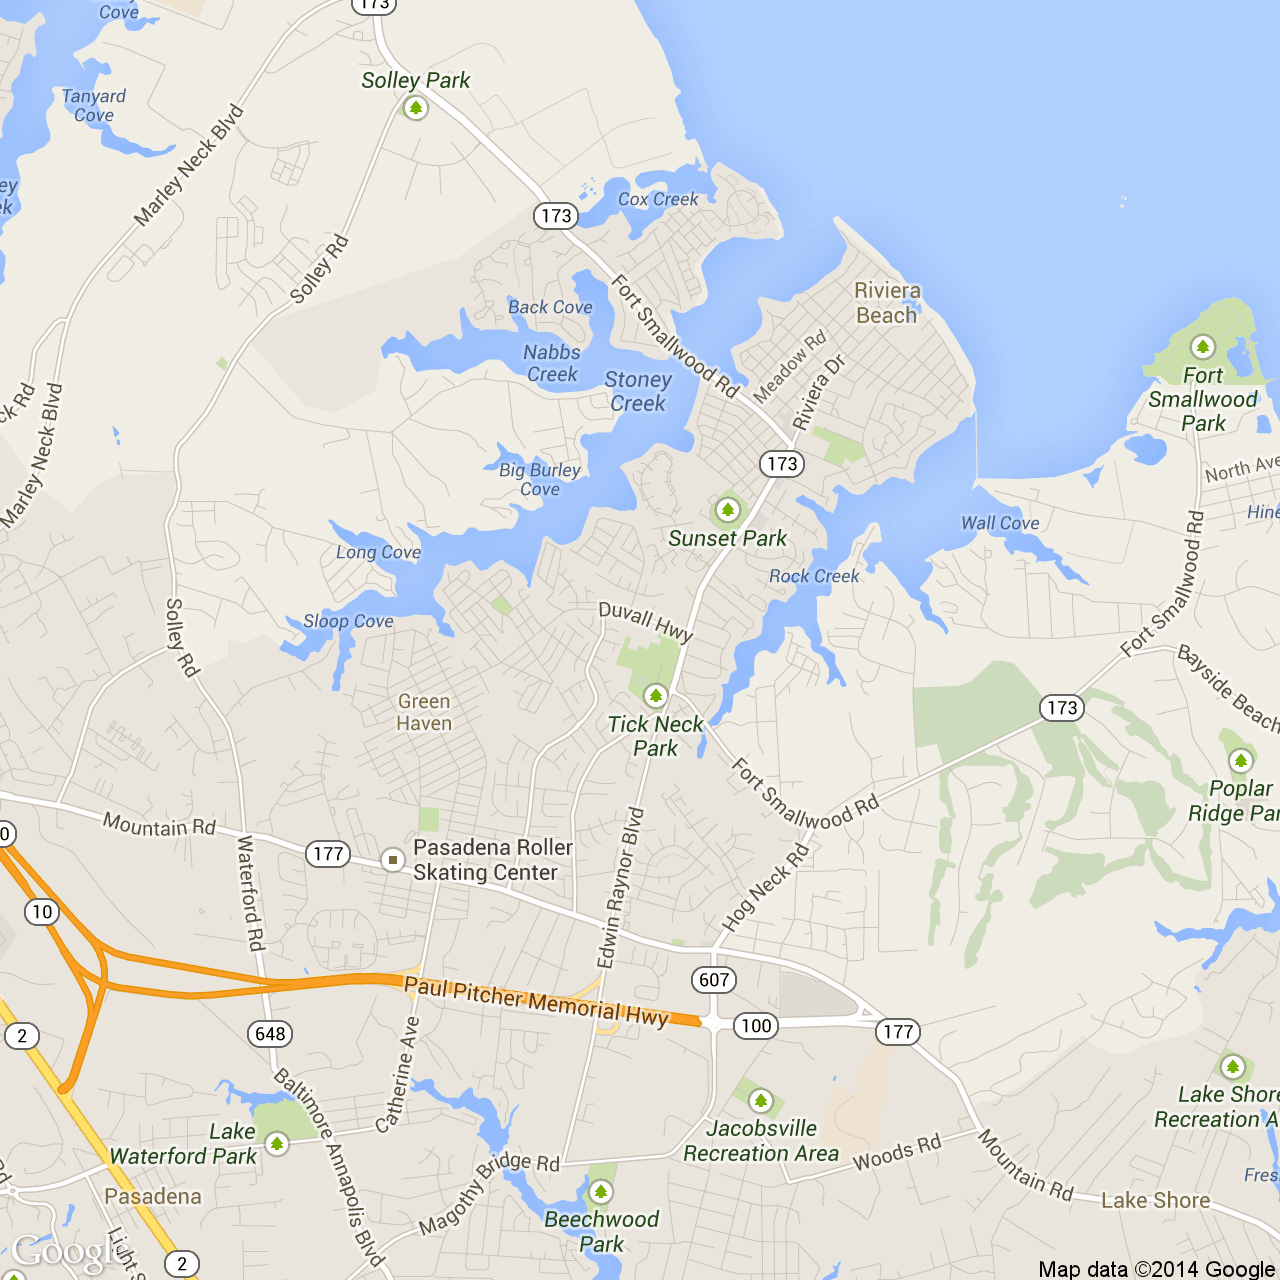 Cove
173
Solley Park
Tanyard
Cove
Marley Neck Blvd
Cox Creek
173
Solley Rd
Fort Smallwood Rd
Back Cove
Riviera
Beach
Nabbs
Creek
Stoney
Creek
Meadow Rd
Riviera Dr
Fort
Smallwood
Park
Marley Neck Blvd
173
North Ave
Big Burley
Cove
Sunset Park
Wall Cove
Long Cove
Rock Creek
Fort Smallwood Rd
Solley Rd
Sloop Cove
Duvall Hwy
Bayside Beach
Green
Haven
Tick Neck
Park
173
Fort Smallwood Rd
Poplar
Ridge Par
Mountain Rd
177
Pasadena Roller
Skating Center
Waterford Rd
Edwin Raynor Blvd
Hog Neck Rd
10
607
Paul Pitcher Memorial Hwy
2
648
100
177
Catherine Ave
Baltimore Annapolis Blvd
Lake
Waterford Park
Jacobsville
Recreation Area
Lake Shore
Recreation A
Woods Rd
Mountain Rd
Magothy Bridge Rd
Pasadena
Lake Shore
Beechwood
Park
2
Google
Map data ©2014 Google